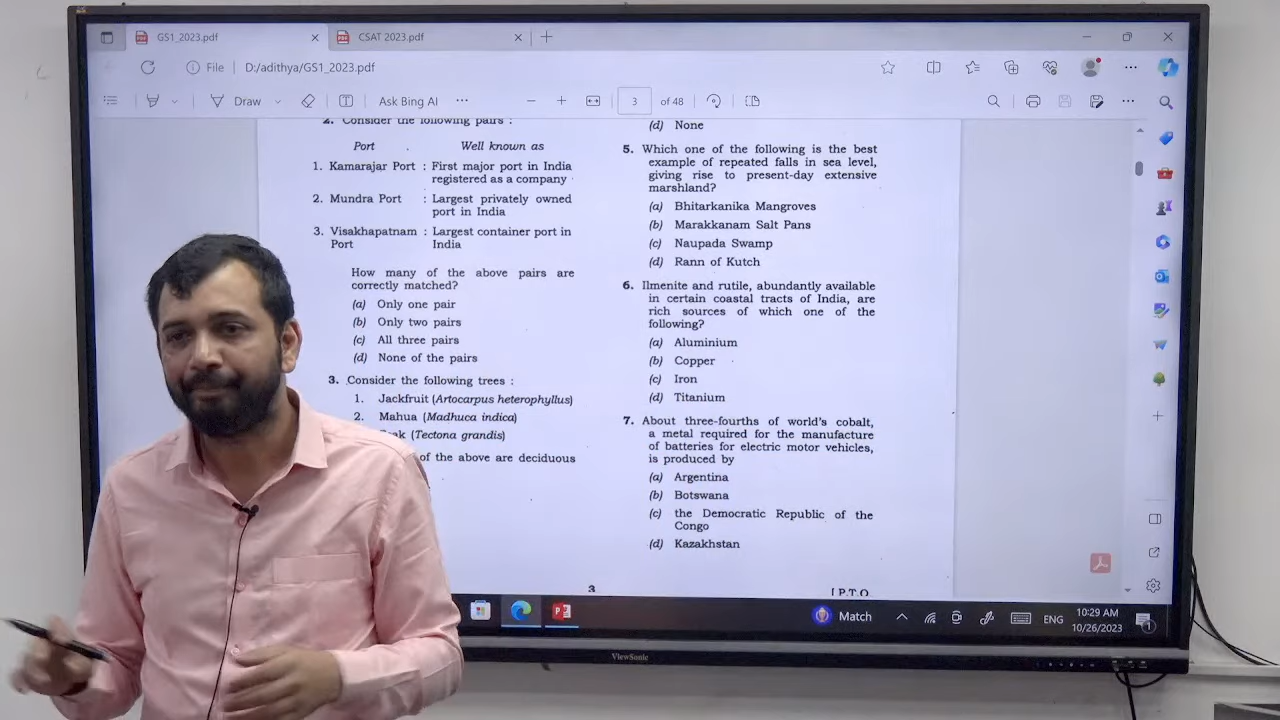 GS1_2023.pdf
CSAT 2023.pdf
File D:/adithya/GS1_2023.pdf
Draw Ask Bing AI 3 of 48
2. Consider the following pairs :
Port Well known as
1. Kamarajar Port : First major port in India
registered as a company
2. Mundra Port : Largest privately owned
port in India
3. Visakhapatnam : Largest container port in
Port India
How many of the above pairs are
correctly matched?
(a) Only one pair
(b) Only two pairs
(c) All three pairs
(d) None of the pairs
3. Consider the following trees :
1. Jackfruit (Artocarpus heterophyllus)
2. Mahua (Madhuca indica)
(Tectona grandis)
of the above are deciduous
(d) None
5. Which one of the following is the best
example of repeated falls in sea level,
giving rise to present-day extensive
marshland?
(a) Bhitarkanika Mangroves
(b) Marakkanam Salt Pans
(c) Naupada Swamp
(d) Rann of Kutch
6. Ilmenite and rutile, abundantly available
in certain coastal tracts of India, are
rich sources of which one of the
following?
(a) Aluminium
(b) Copper
(c) Iron
(d) Titanium
7. About three-fourths of world's cobalt,
a metal required for the manufacture
of batteries for electric motor vehicles,
is produced by
(a) Argentina
(b) Botswana
(c) the Democratic Republic of the
Congo
(d) Kazakhstan
3
[ P.T.O.
Match ENG 10:29 AM
10/26/2023
ViewSonic